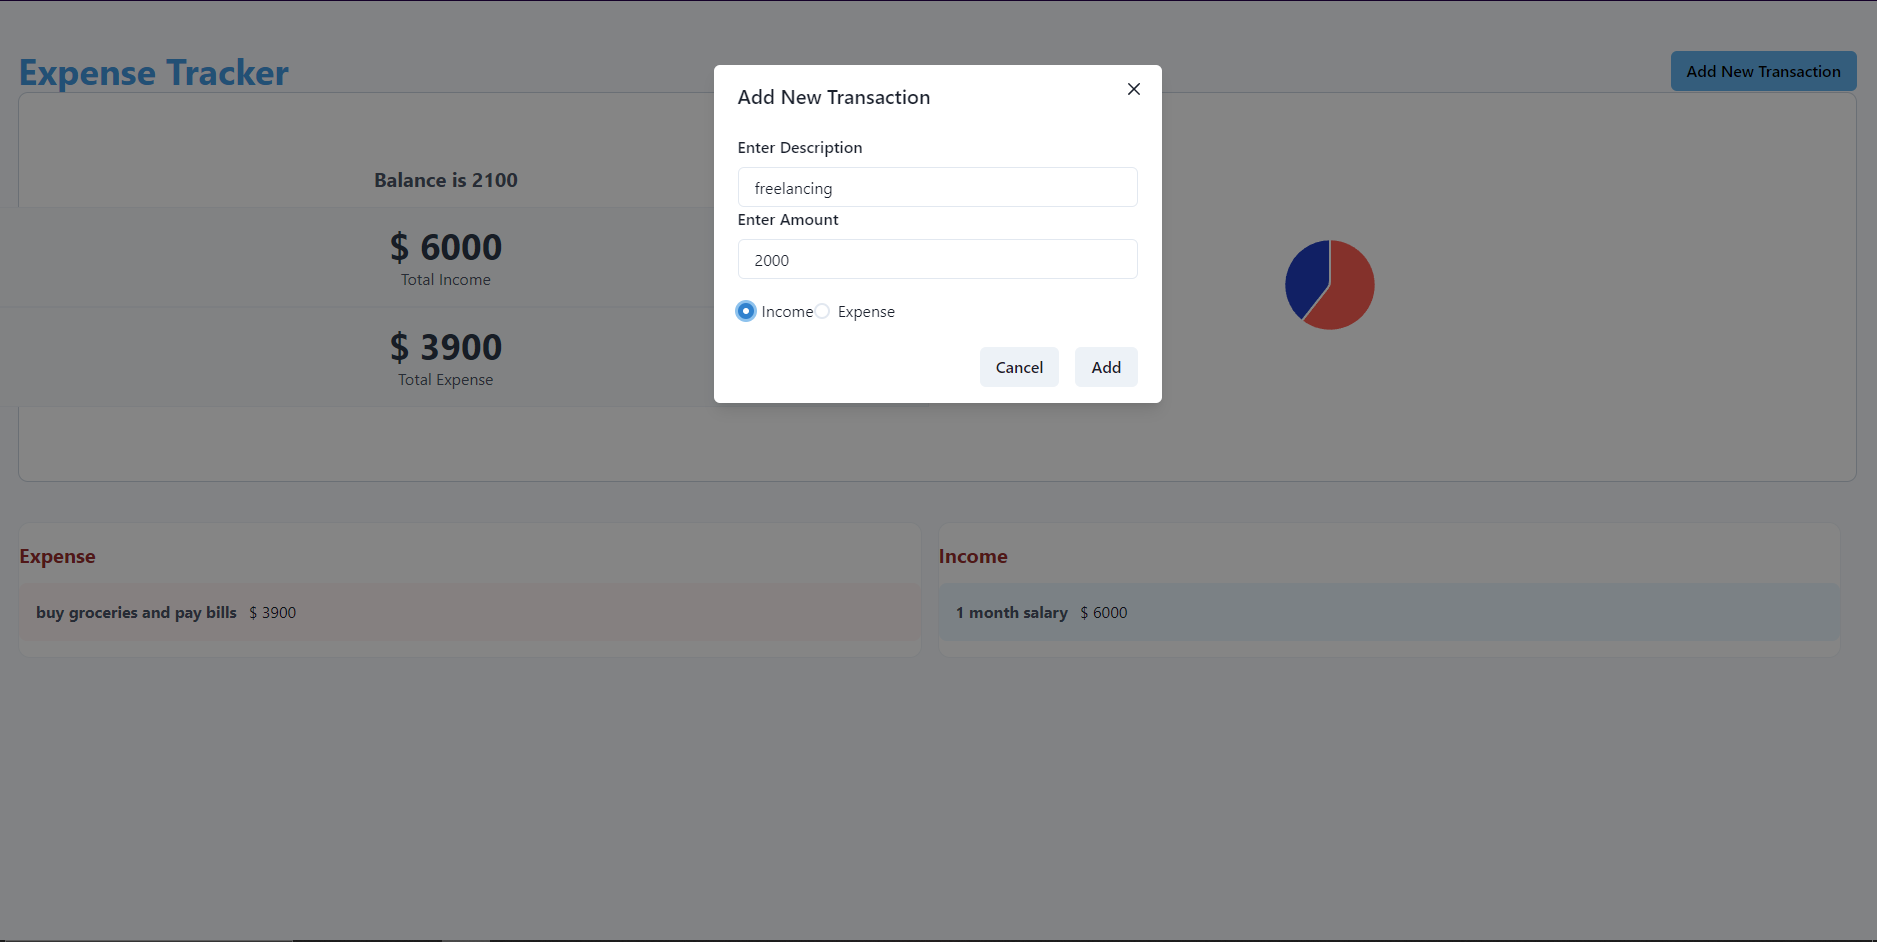 Expense Tracker
Add New Transaction
Balance is 2100
$ 6000
Total Income
$ 3900
Total Expense
Add New Transaction
Enter Description
freelancing
Enter Amount
2000
Income Expense
Cancel Add
Expense
buy groceries and pay bills $ 3900
Income
1 month salary $ 6000